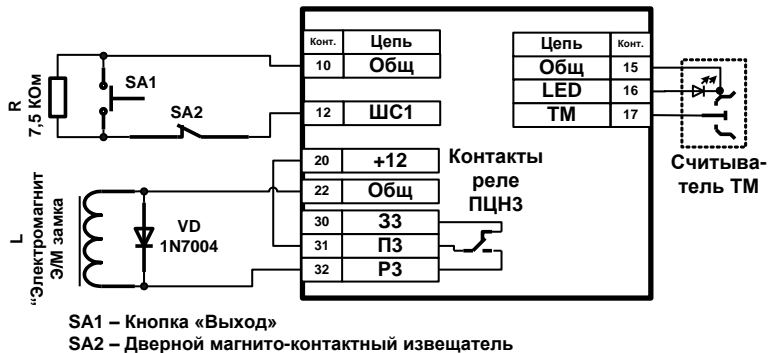 Конт. Цепь
10 Общ
12 ШС1
20 +12
22 Общ
30 З3
31 П3
32 Р3
Цепь Конт.
Общ 15
LED 16
ТМ 17
R
7,5 КОм
SA1
SA2
L
"Электромагнит
Э/М замка
VD
1N7004
Контакты
реле
ПЦН3
Считыва-
тель ТМ
SA1 – Кнопка «Выход»
SA2 – Дверной магнито-контактный извещатель